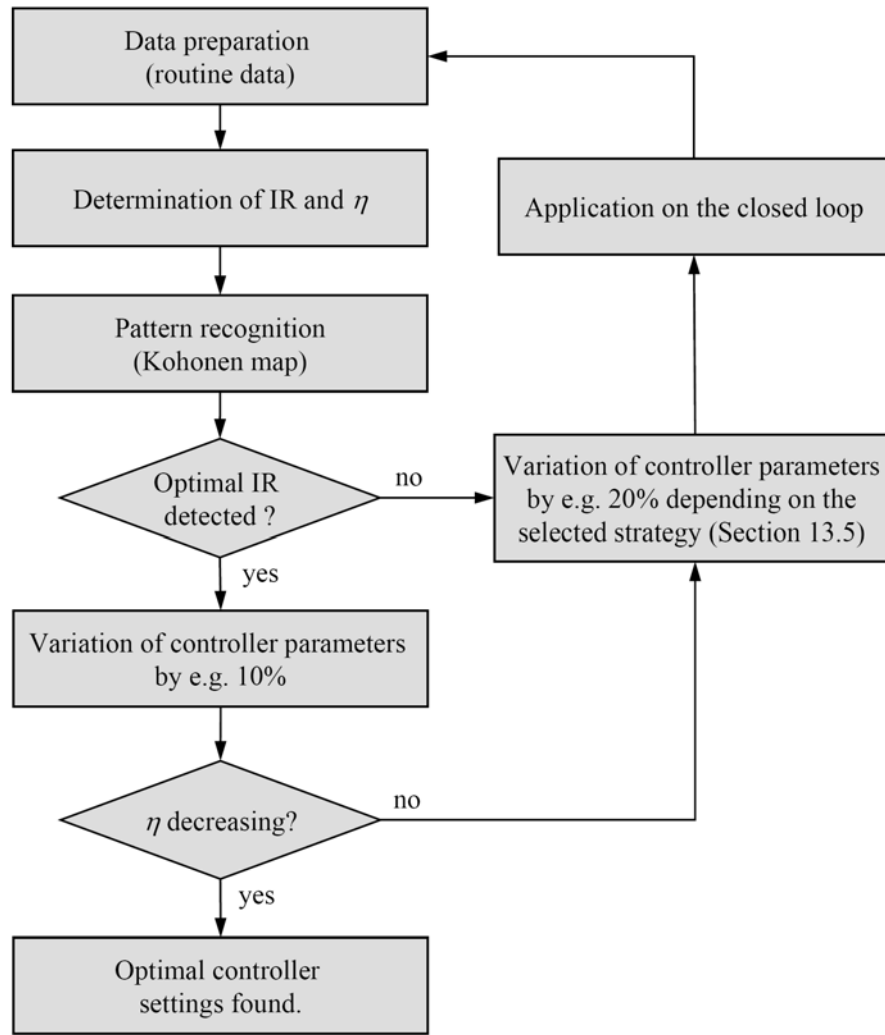 Data preparation
(routine data)
Determination of IR and η
Application on the closed loop
Pattern recognition
(Kohonen map)
Optimal IR
detected ?
no
Variation of controller parameters
by e.g. 20% depending on the
selected strategy (Section 13.5)
yes
Variation of controller parameters
by e.g. 10%
η decreasing?
no
yes
Optimal controller
settings found.